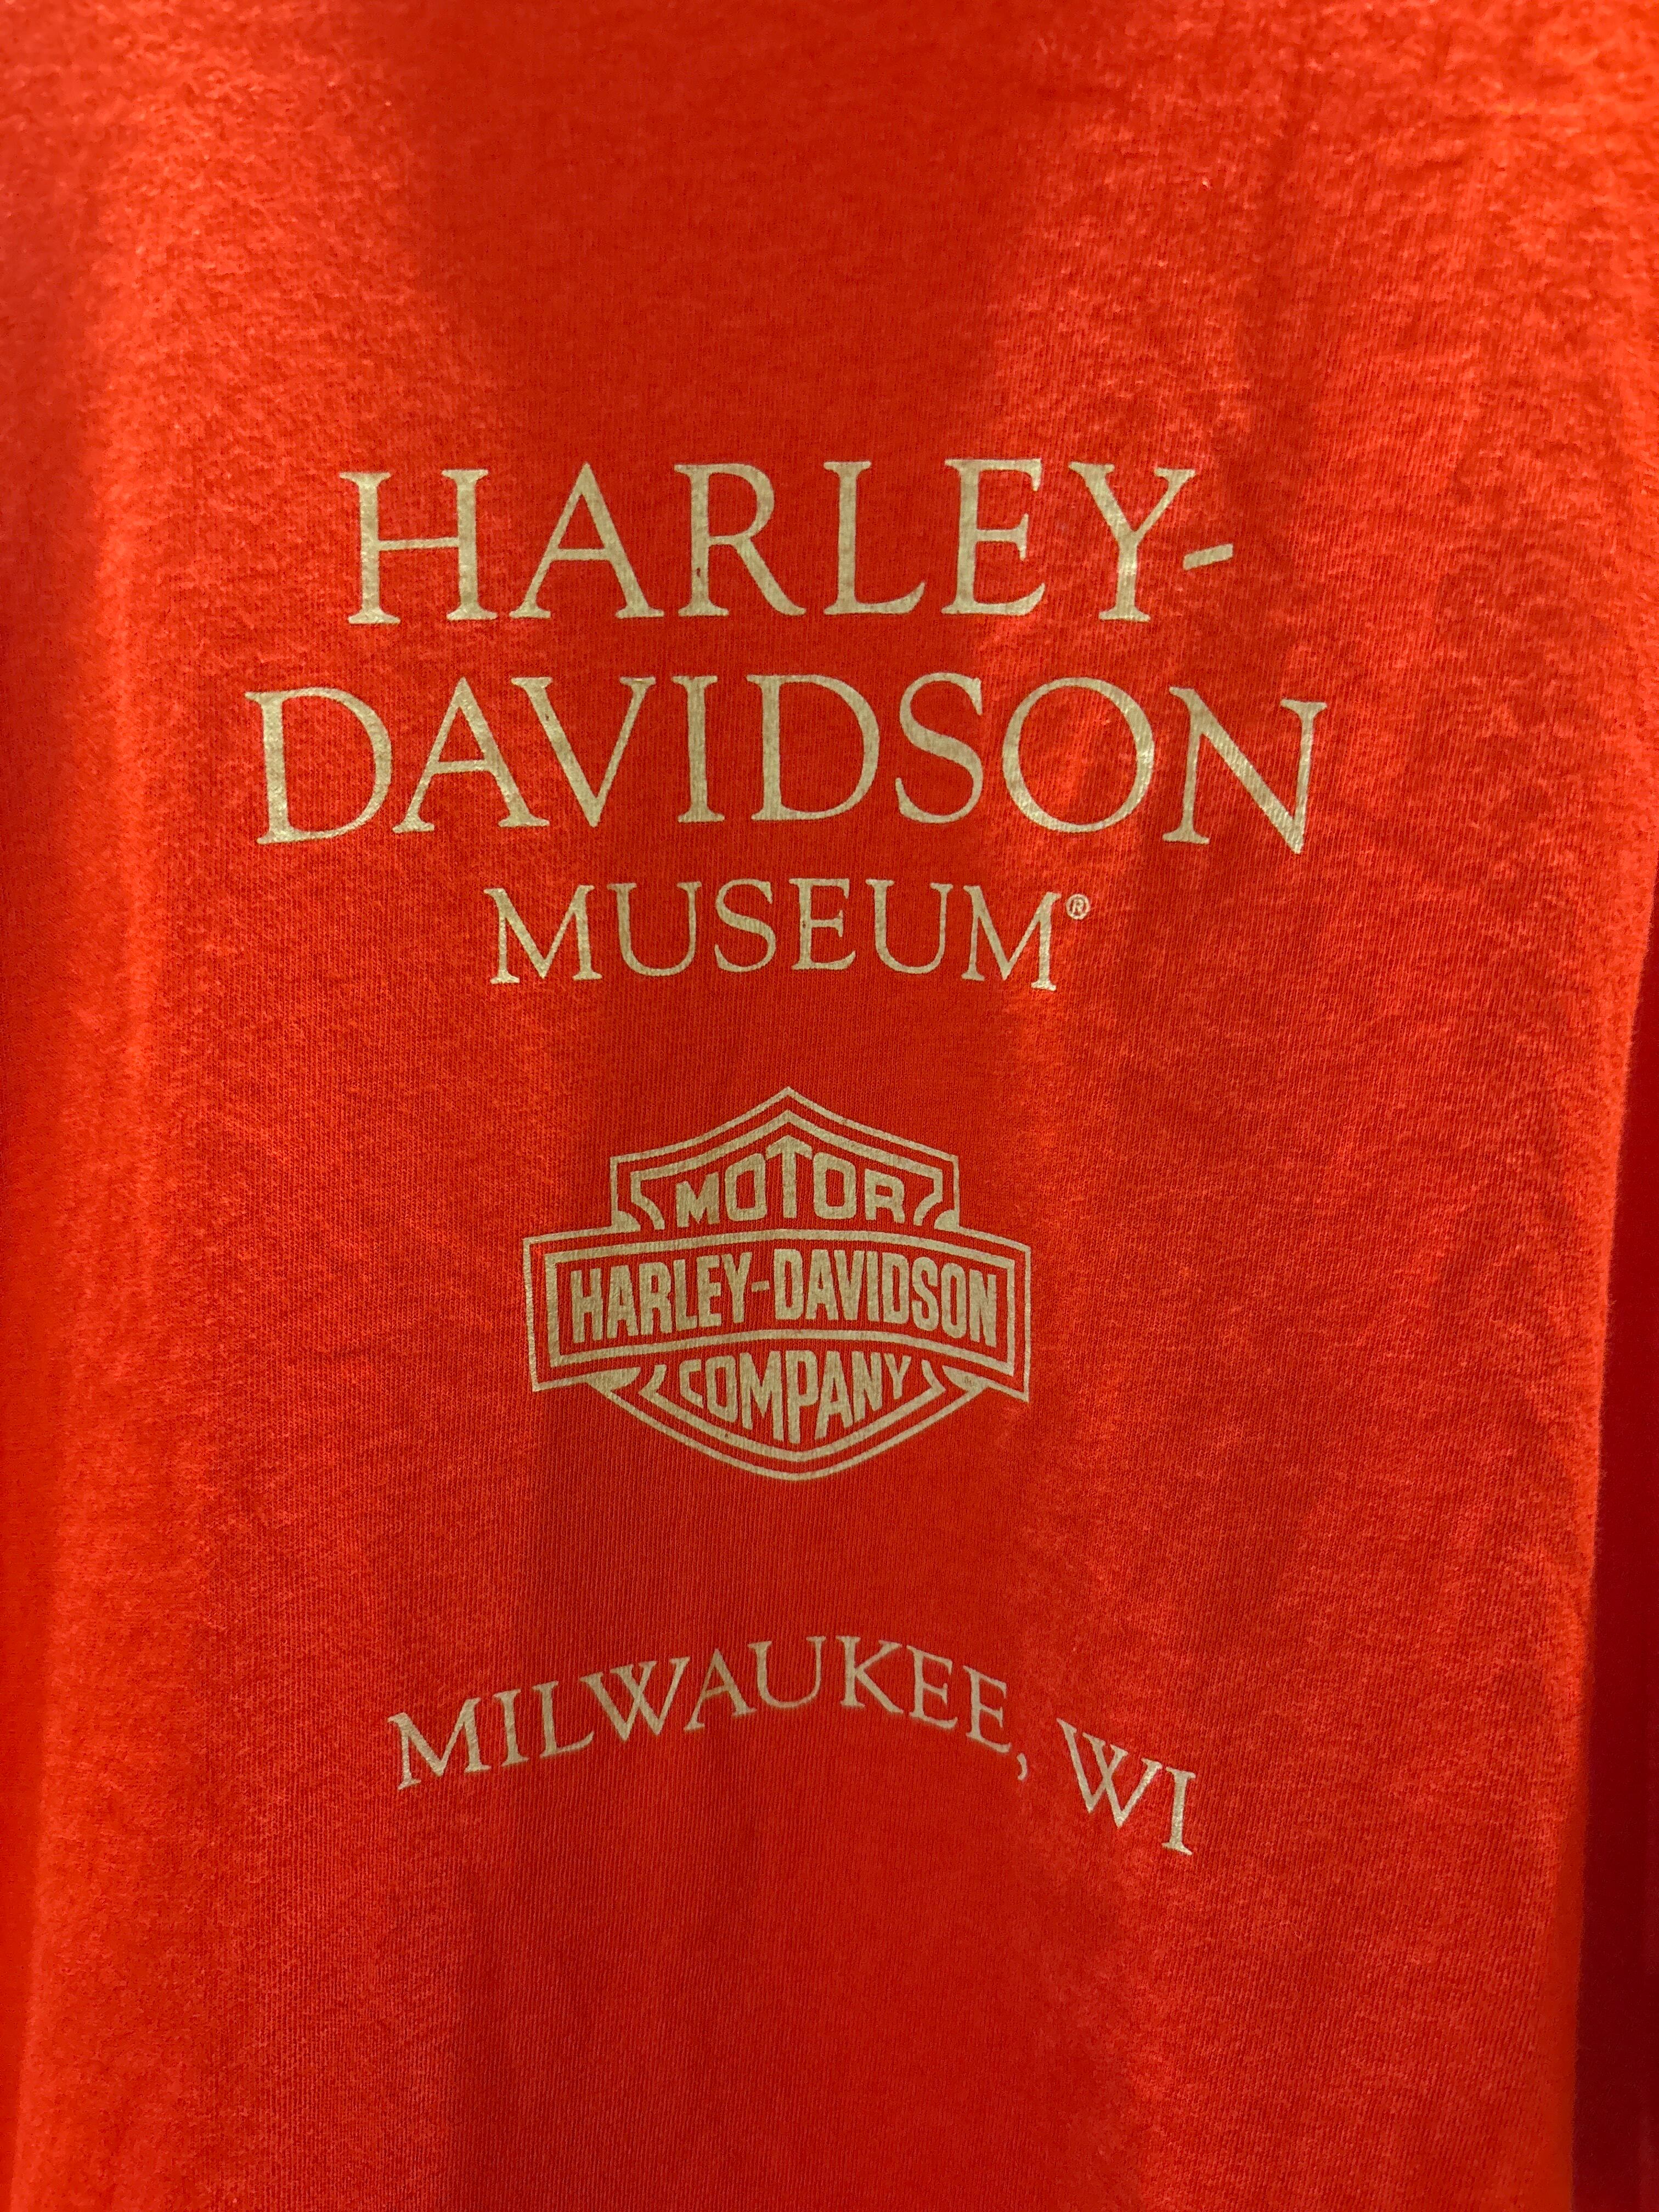 HARLEY-
DAVIDSON
MUSEUM®
MOTOR
HARLEY-DAVIDSON
COMPANY
MILWAUKEE, WI